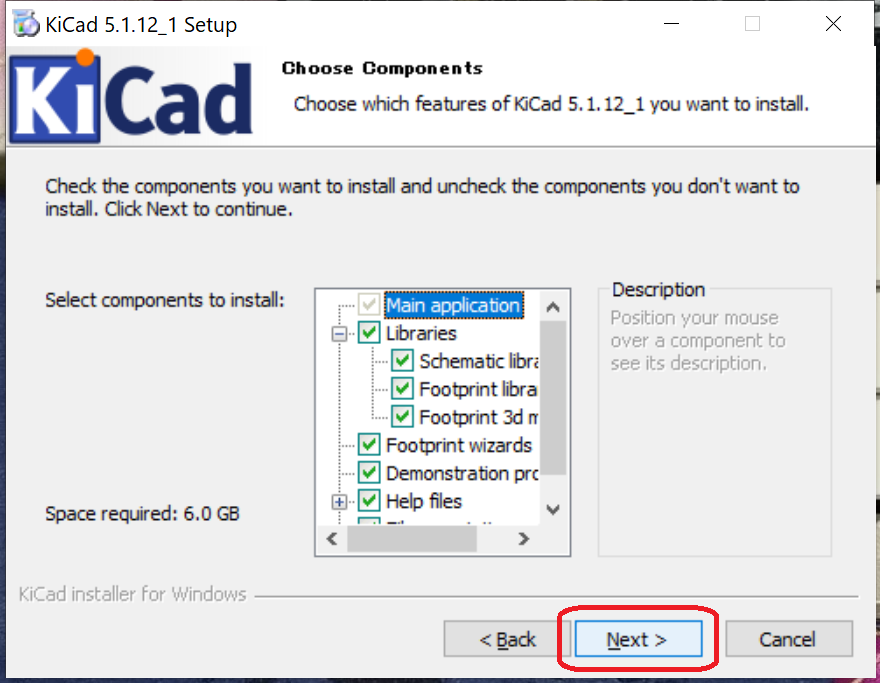 KiCad 5.1.12_1 Setup
KiCad
Choose Components
Choose which features of KiCad 5.1.12_1 you want to install.
Check the components you want to install and uncheck the components you don't want to
install. Click Next to continue.
Select components to install:
Main application
Libraries
Schematic libra
Footprint libra
Footprint 3d m
Footprint wizards
Demonstration pro
Help files
Description
Position your mouse
over a component to
see its description.
Space required: 6.0 GB
KiCad installer for Windows
< Back
Next >
Cancel